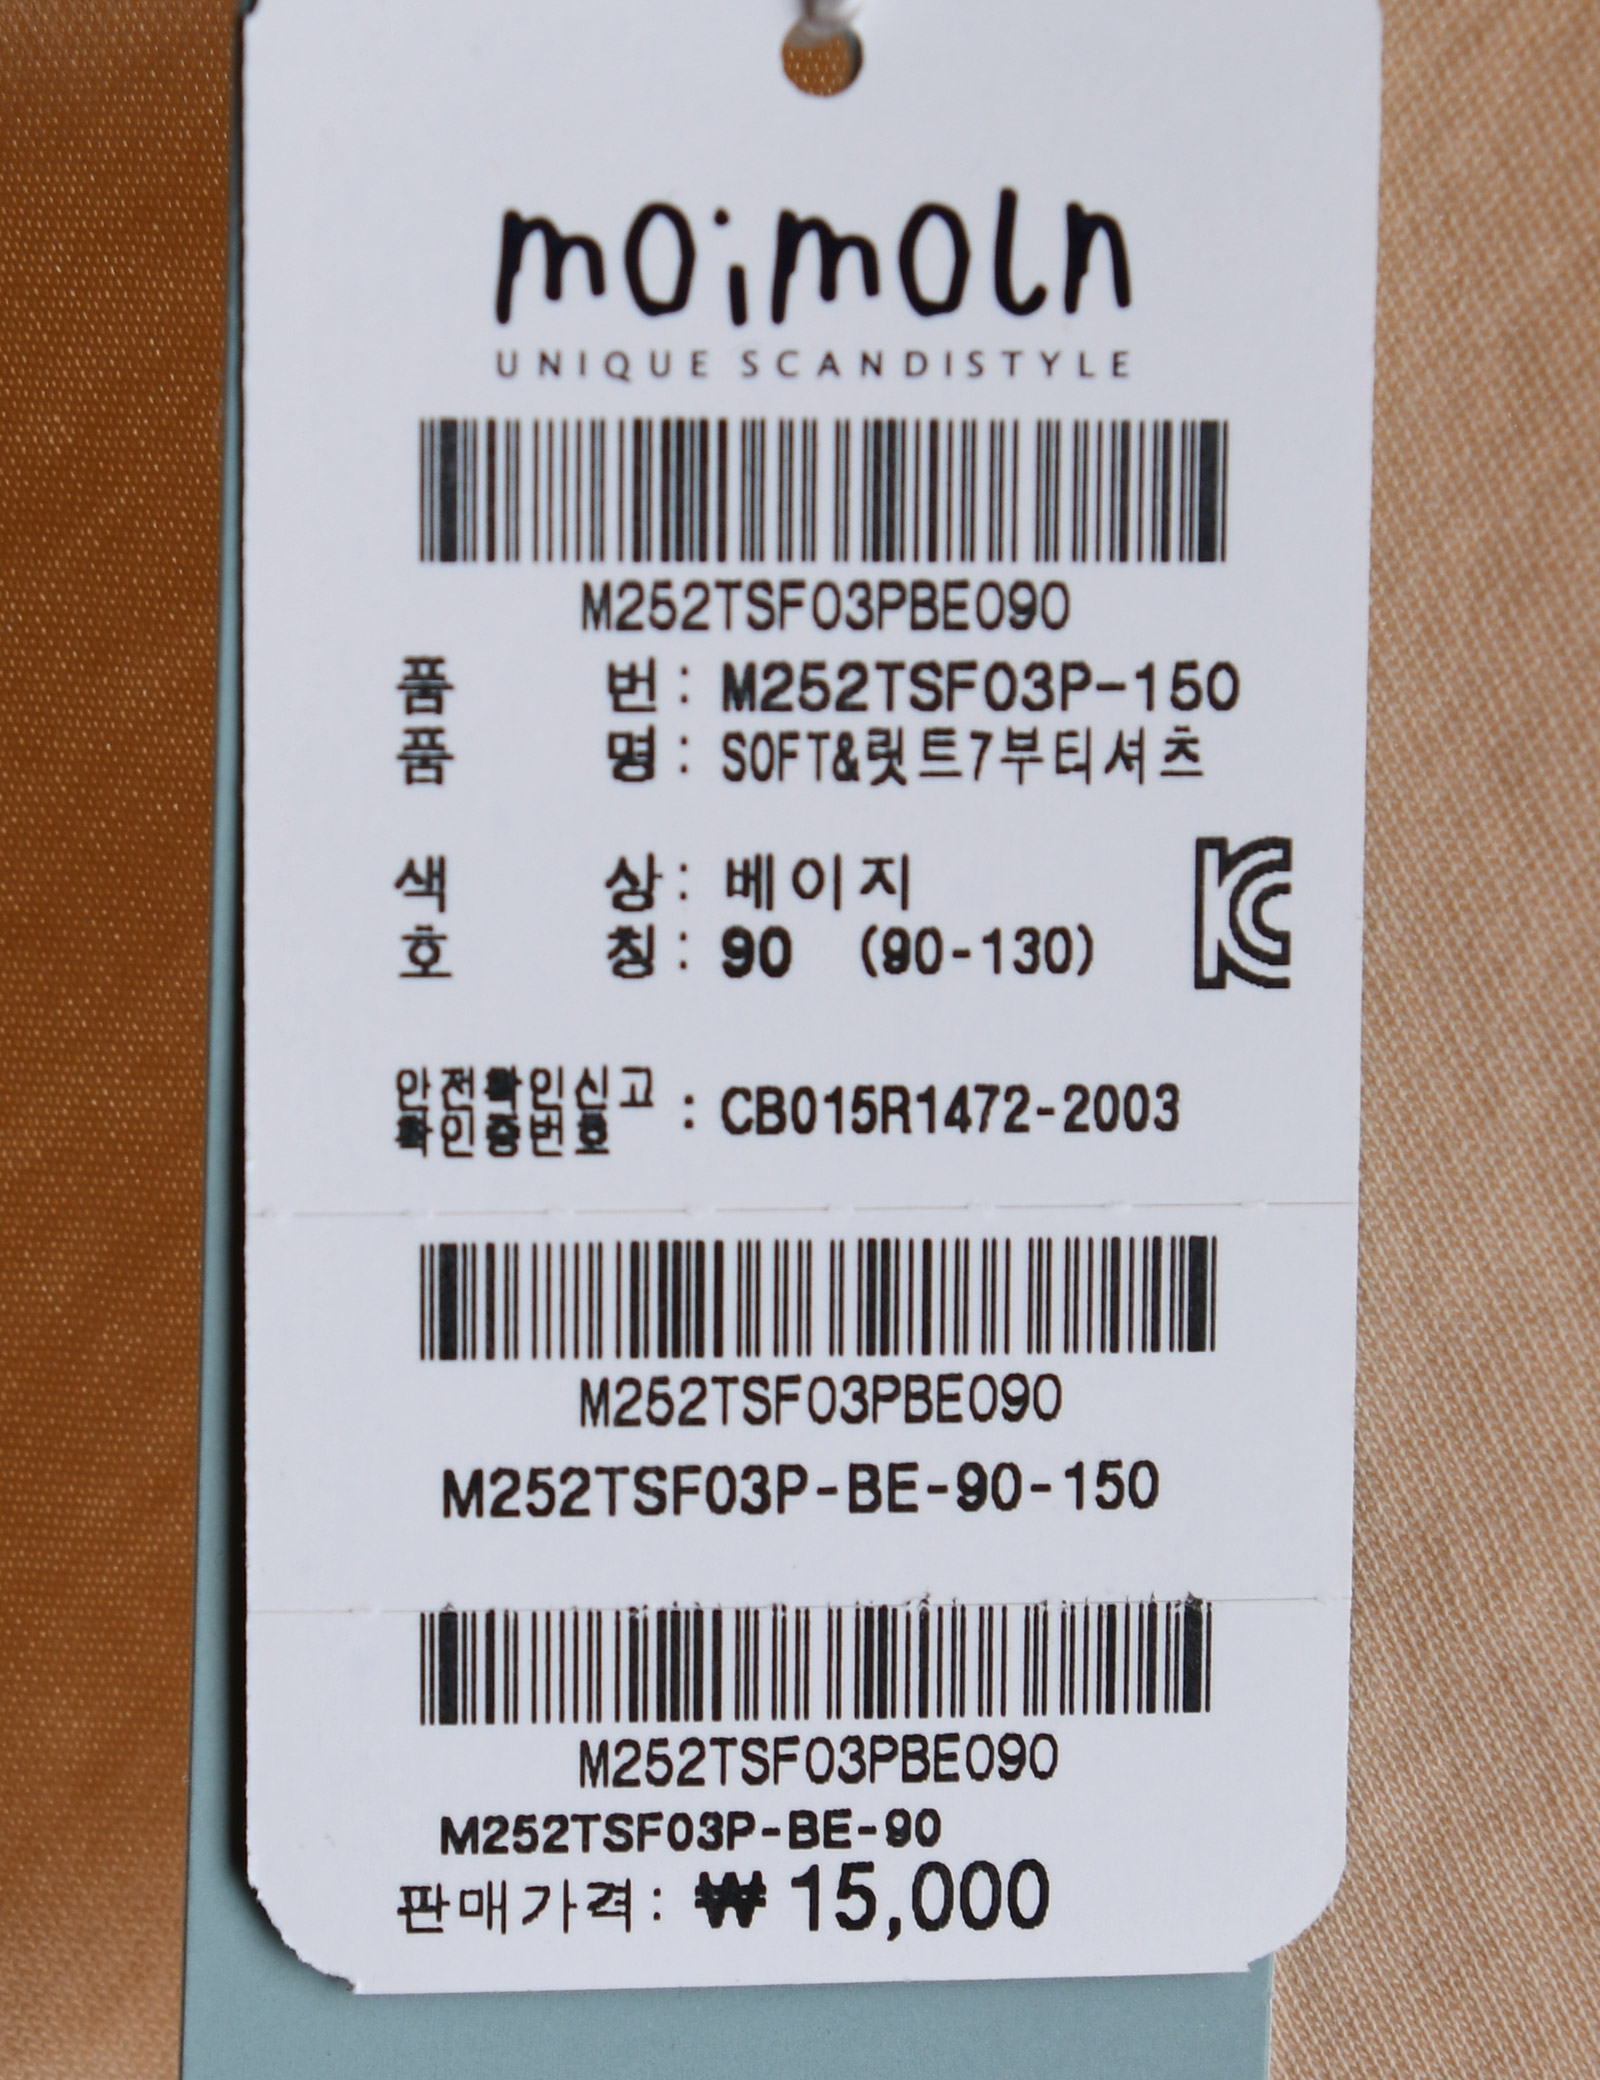 moimoln
UNIQUE SCANDISTYLE
M252TSF03PBE090
품 번 : M252TSF03P-150
품 명 : SOFT&릿트7부티셔츠
색 상 : 베이지
호 칭 : 90 (90-130)
KC
안전확인신고
확인증번호 : CB015R1472-2003
M252TSF03PBE090
M252TSF03P-BE-90-150
M252TSF03PBE090
M252TSF03P-BE-90
판매가격 : ₩ 15,000